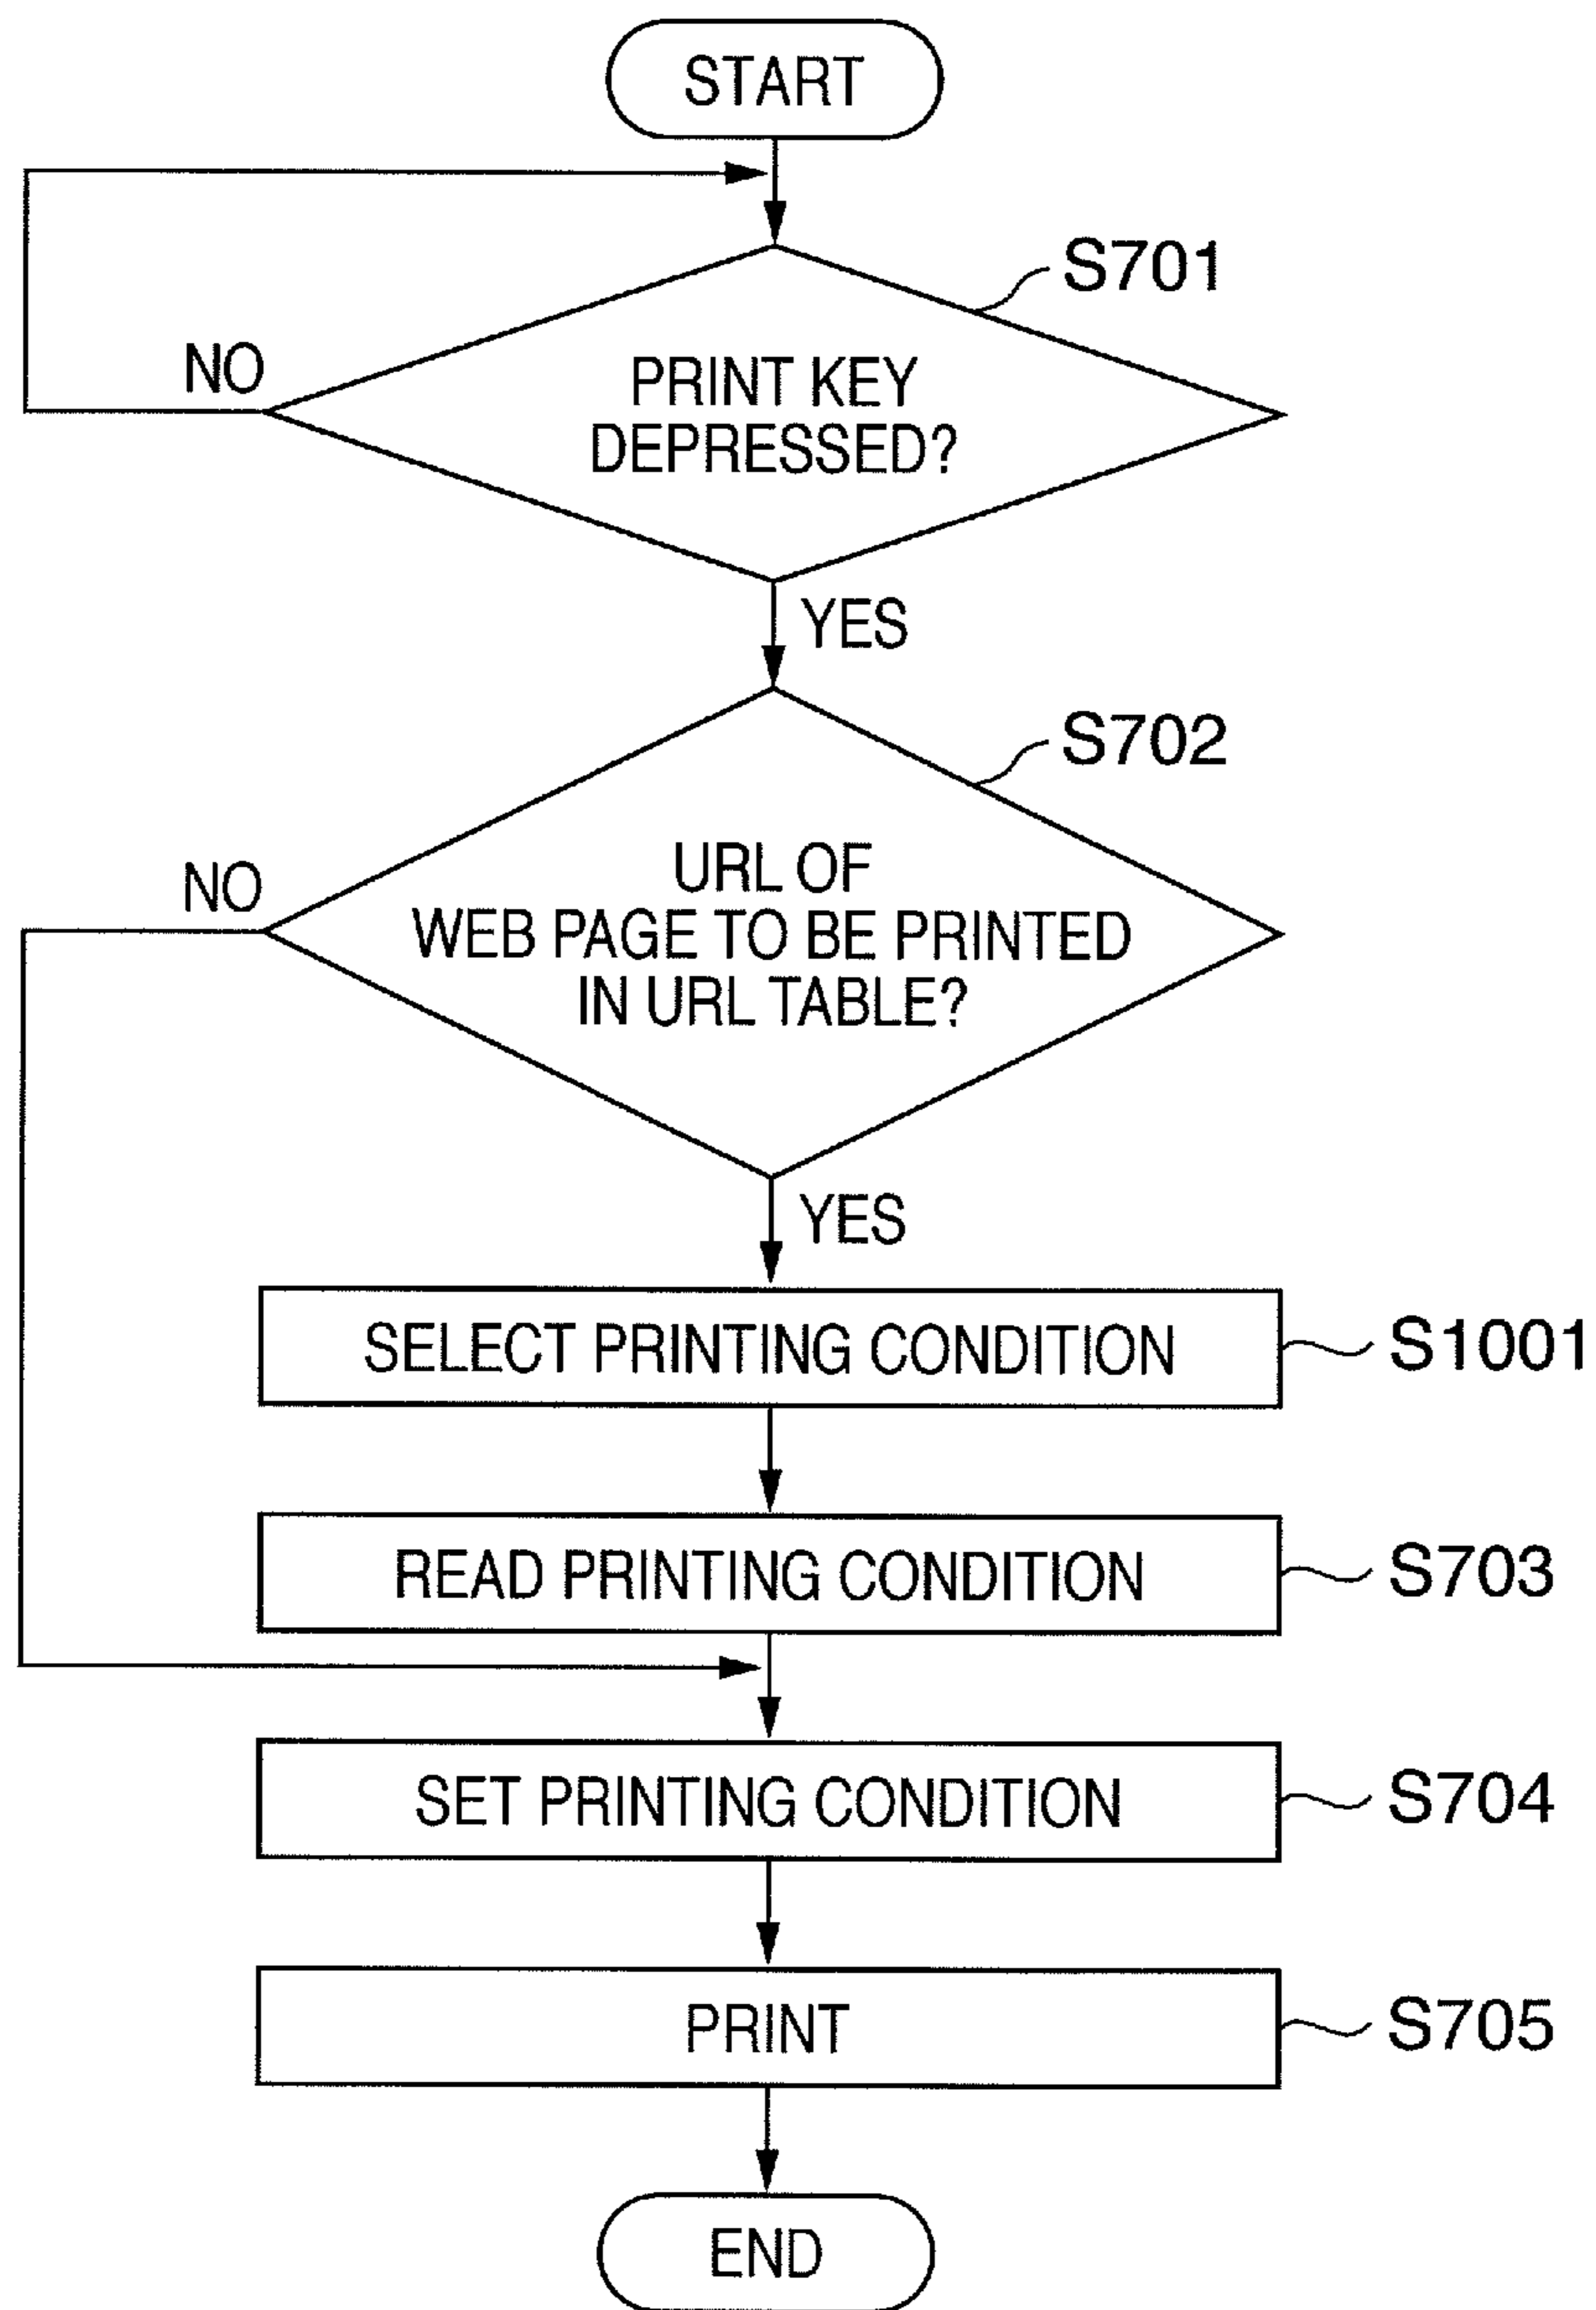 START
S701
NO
PRINT KEY
DEPRESSED?
YES
S702
NO
URL OF
WEB PAGE TO BE PRINTED
IN URL TABLE?
YES
SELECT PRINTING CONDITION
S1001
READ PRINTING CONDITION
S703
SET PRINTING CONDITION
S704
PRINT
S705
END